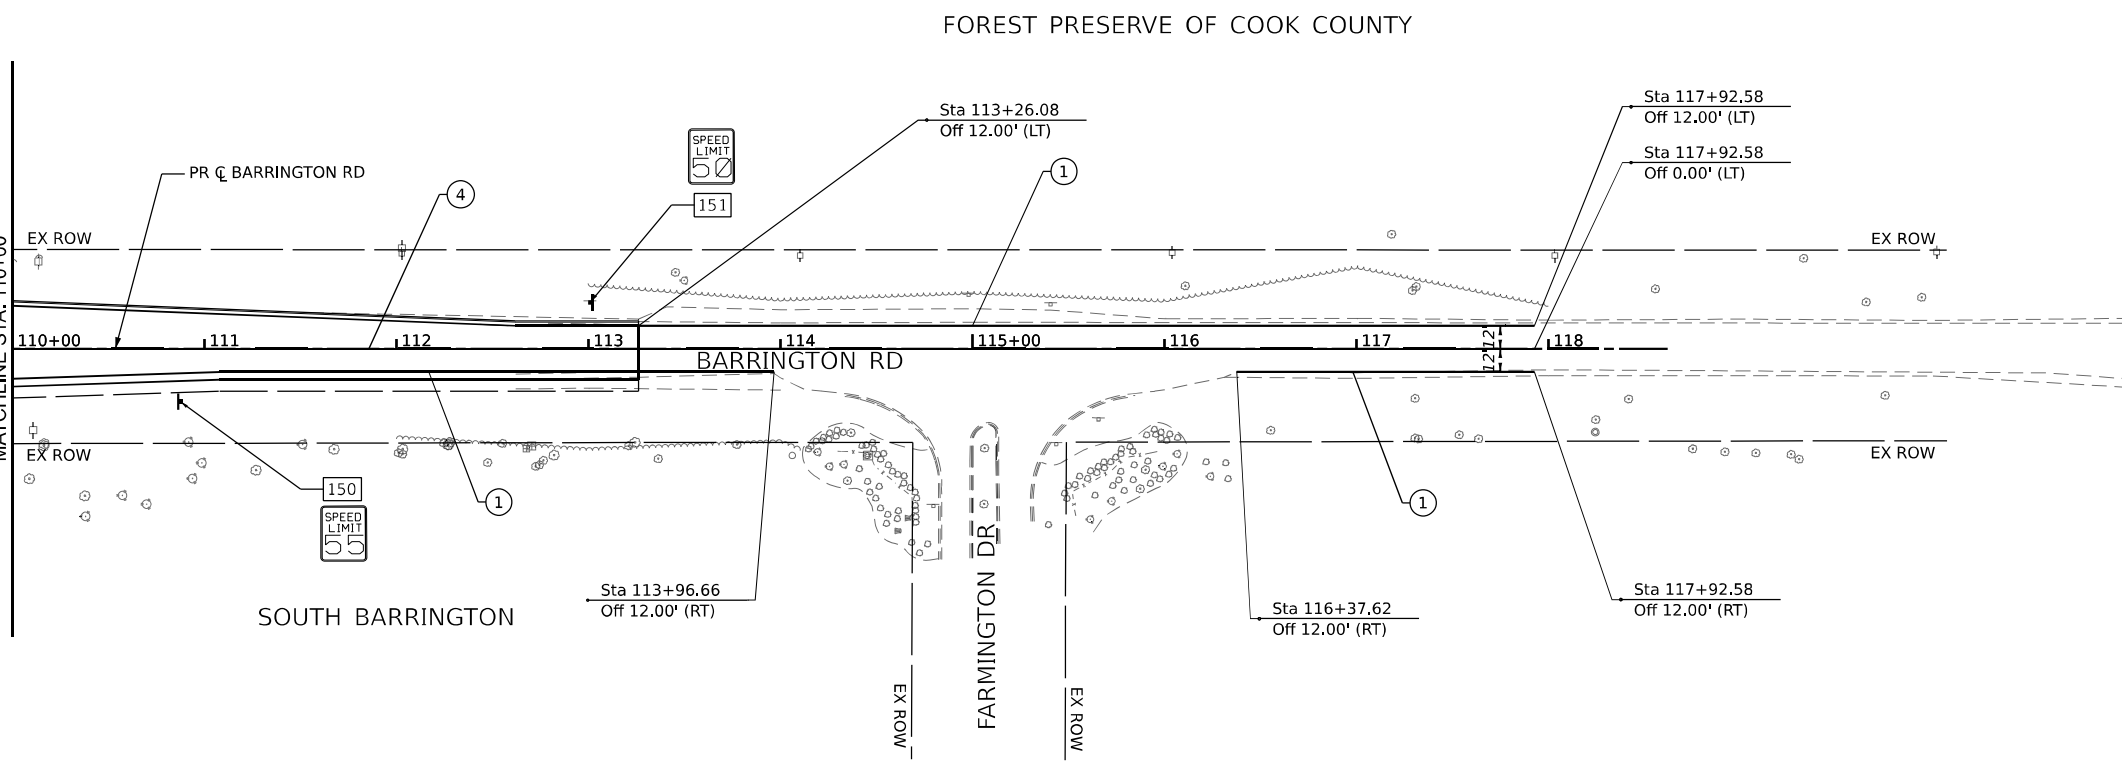 FOREST PRESERVE OF COOK COUNTY
Sta 113+26.08
Off 12.00' (LT)
Sta 117+92.58
Off 12.00' (LT)
Sta 117+92.58
Off 0.00' (LT)
SPEED
LIMIT
50
151
1
PR ℄ BARRINGTON RD
4
EX ROW
EX ROW
MATCHLINE STA. 110+00
110+00
111
112
113
114
115+00
116
117
118
12'
12'
BARRINGTON RD
EX ROW
EX ROW
150
SPEED
LIMIT
55
1
1
Sta 113+96.66
Off 12.00' (RT)
Sta 116+37.62
Off 12.00' (RT)
Sta 117+92.58
Off 12.00' (RT)
SOUTH BARRINGTON
FARMINGTON DR
EX ROW
EX ROW